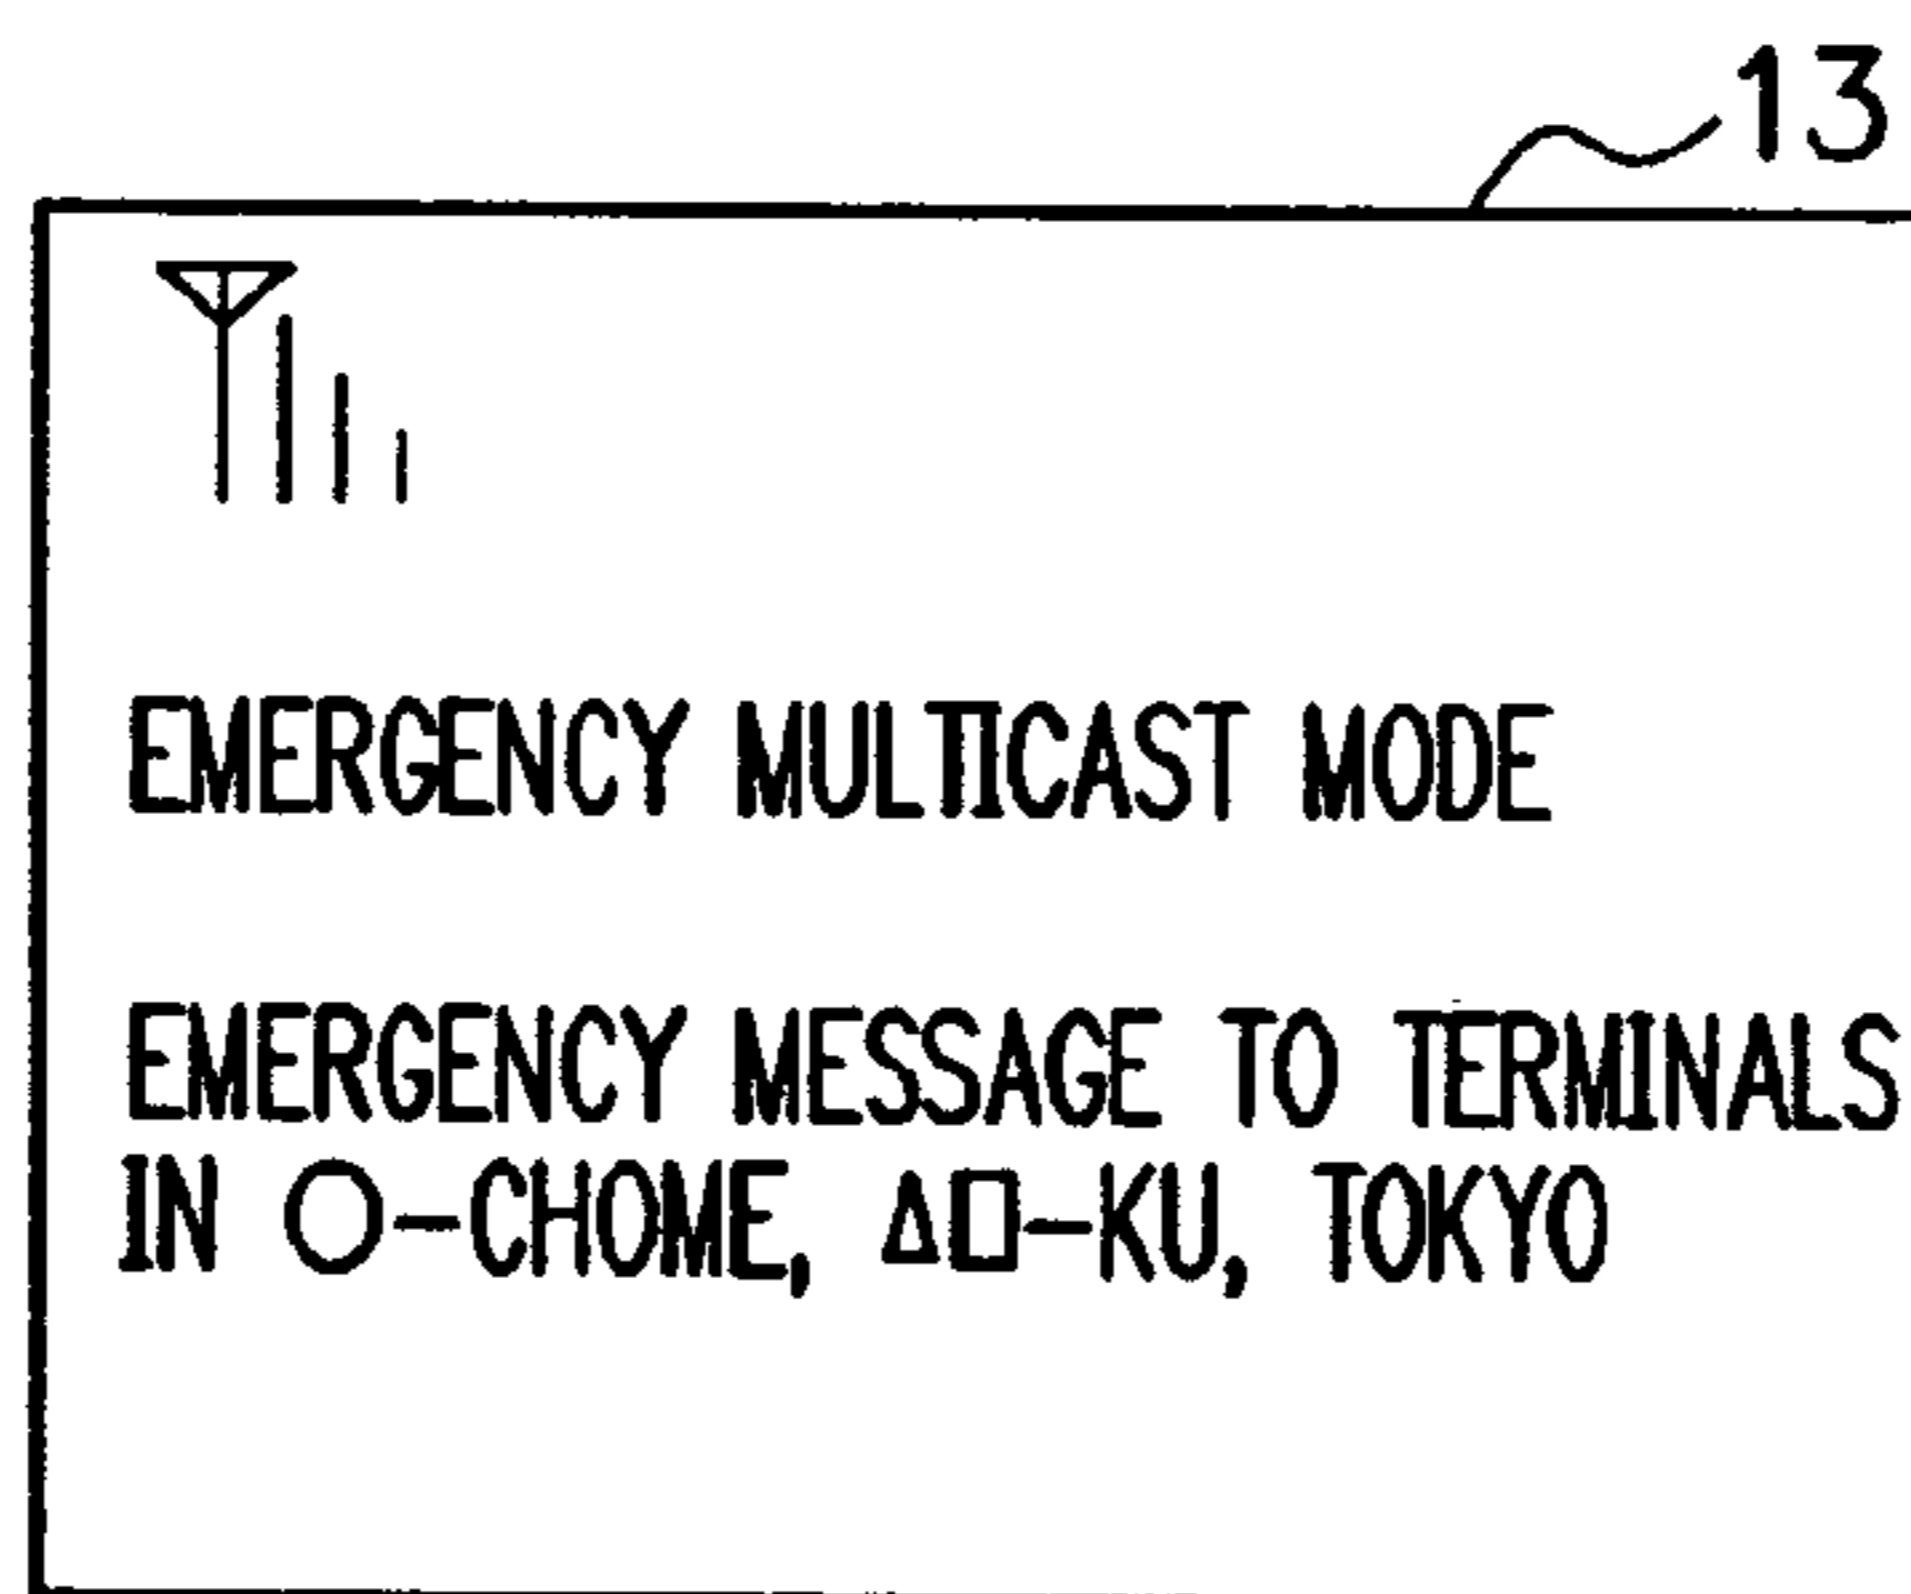 13
EMERGENCY MULTICAST MODE
EMERGENCY MESSAGE TO TERMINALS
IN ○-CHOME, △□-KU, TOKYO